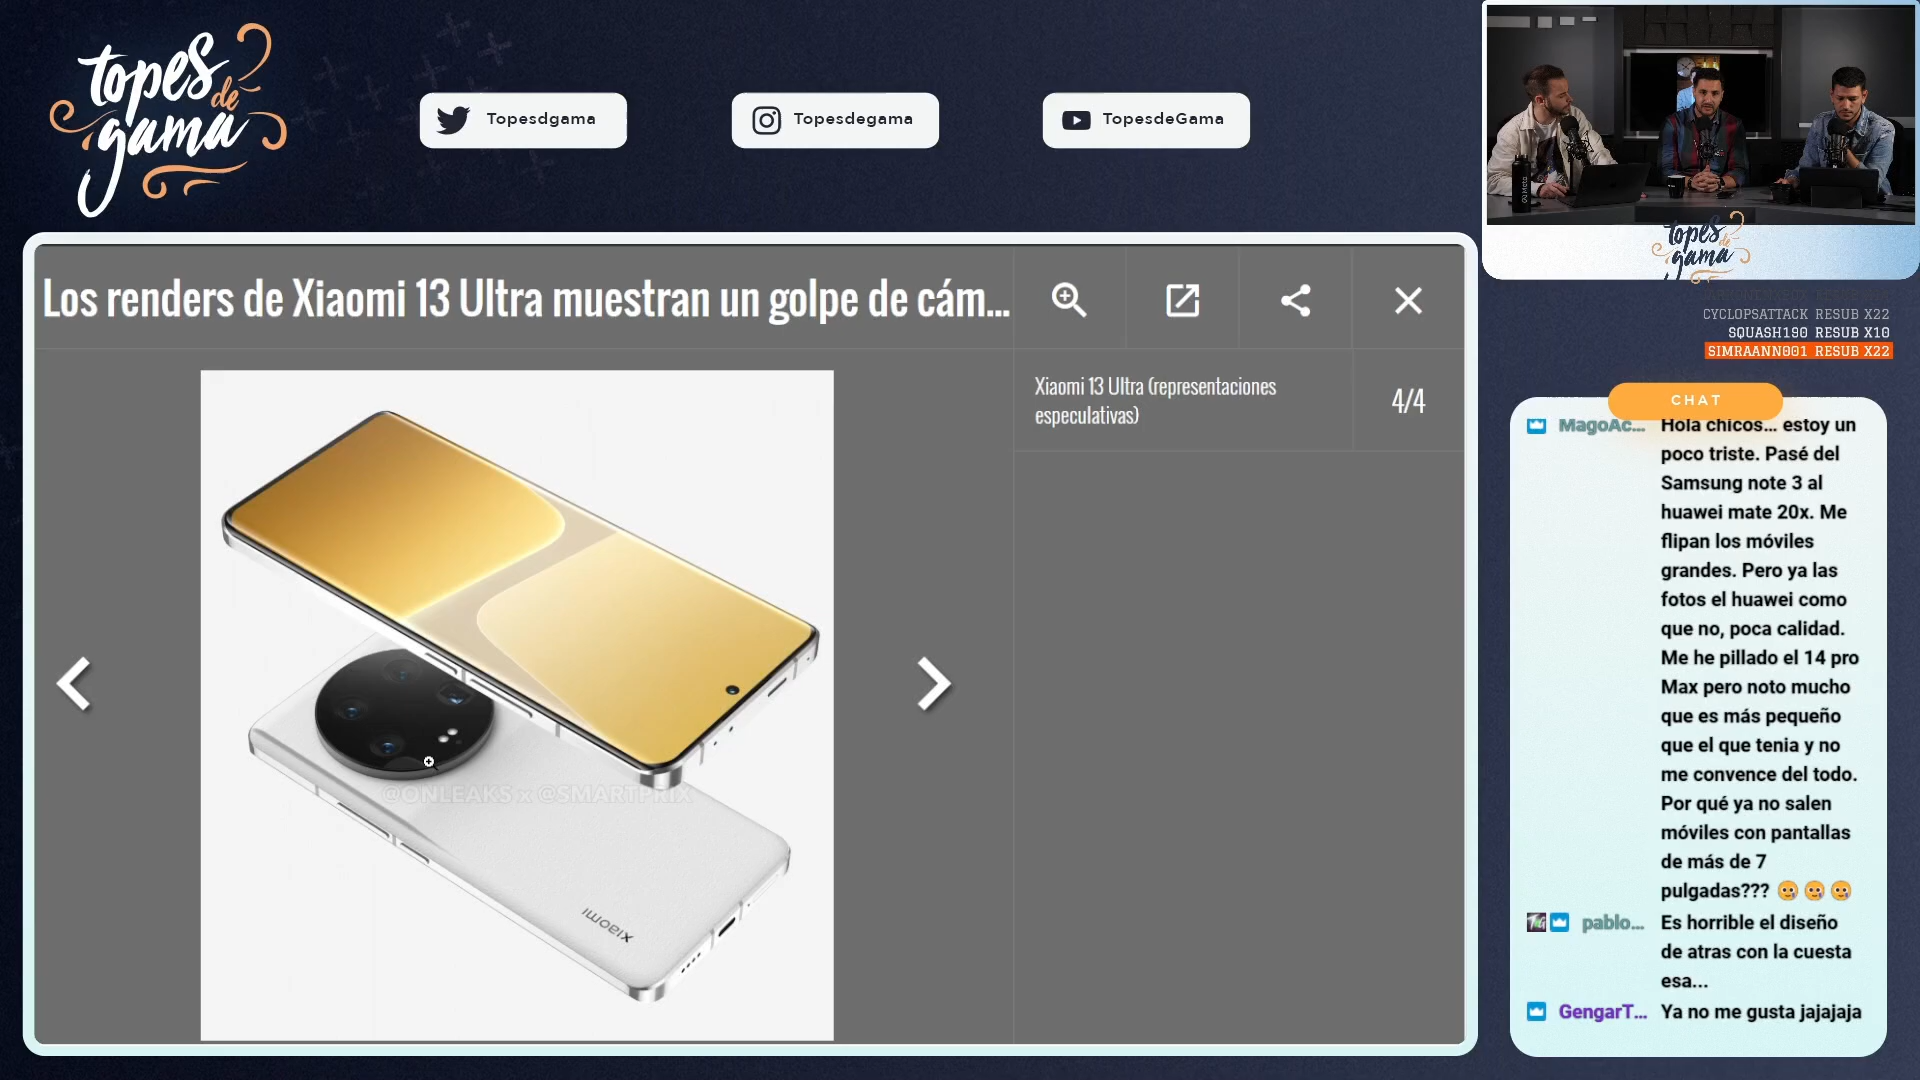 topes
de
gama
Topesdgama
Topesdegama
TopesdeGama
Los renders de Xiaomi 13 Ultra muestran un golpe de cám...
Xiaomi 13 Ultra (representaciones
especulativas)
4/4
@ONLEAKS x @SMARTPRIX
xiaomi
topes
de
gama
CYCLOPSATTACK RESUB X22
SQUASH190 RESUB X10
SIMRAANN001 RESUB X22
CHAT
MagoAc... Hola chicos... estoy un
poco triste. Pasé del
Samsung note 3 al
huawei mate 20x. Me
flipan los móviles
grandes. Pero ya las
fotos el huawei como
que no, poca calidad.
Me he pillado el 14 pro
Max pero noto mucho
que es más pequeño
que el que tenia y no
me convence del todo.
Por qué ya no salen
móviles con pantallas
de más de 7
pulgadas???
pablo... Es horrible el diseño
de atras con la cuesta
esa...
GengarT... Ya no me gusta jajajaja